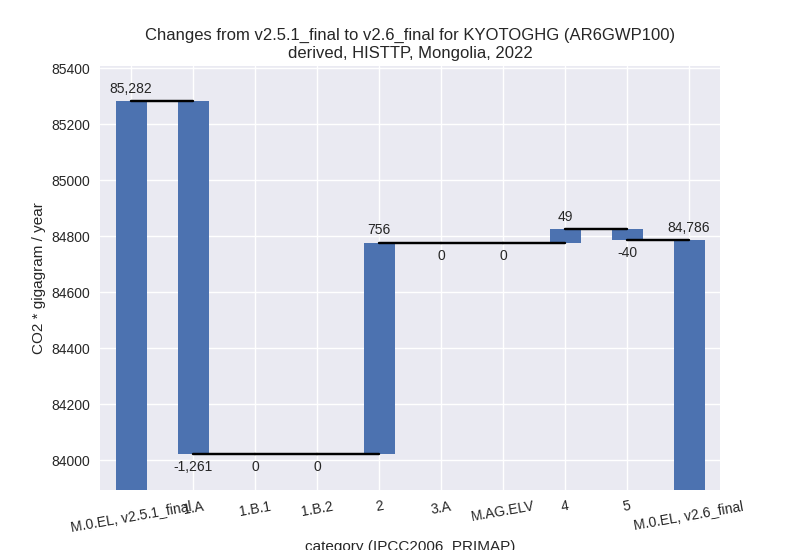 Changes from v2.5.1_final to v2.6_final for KYOTOGHG (AR6GWP100)
derived, HISTTP, Mongolia, 2022
CO2 * gigagram / year
85400
85200
85000
84800
84600
84400
84200
84000
85,282
-1,261
0
0
756
0
0
49
-40
84,786
M.0.EL, v2.5.1_final
1.A
1.B.1
1.B.2
2
3.A
M.AG.ELV
4
5
M.0.EL, v2.6_final
category (IPCC2006_PRIMAP)